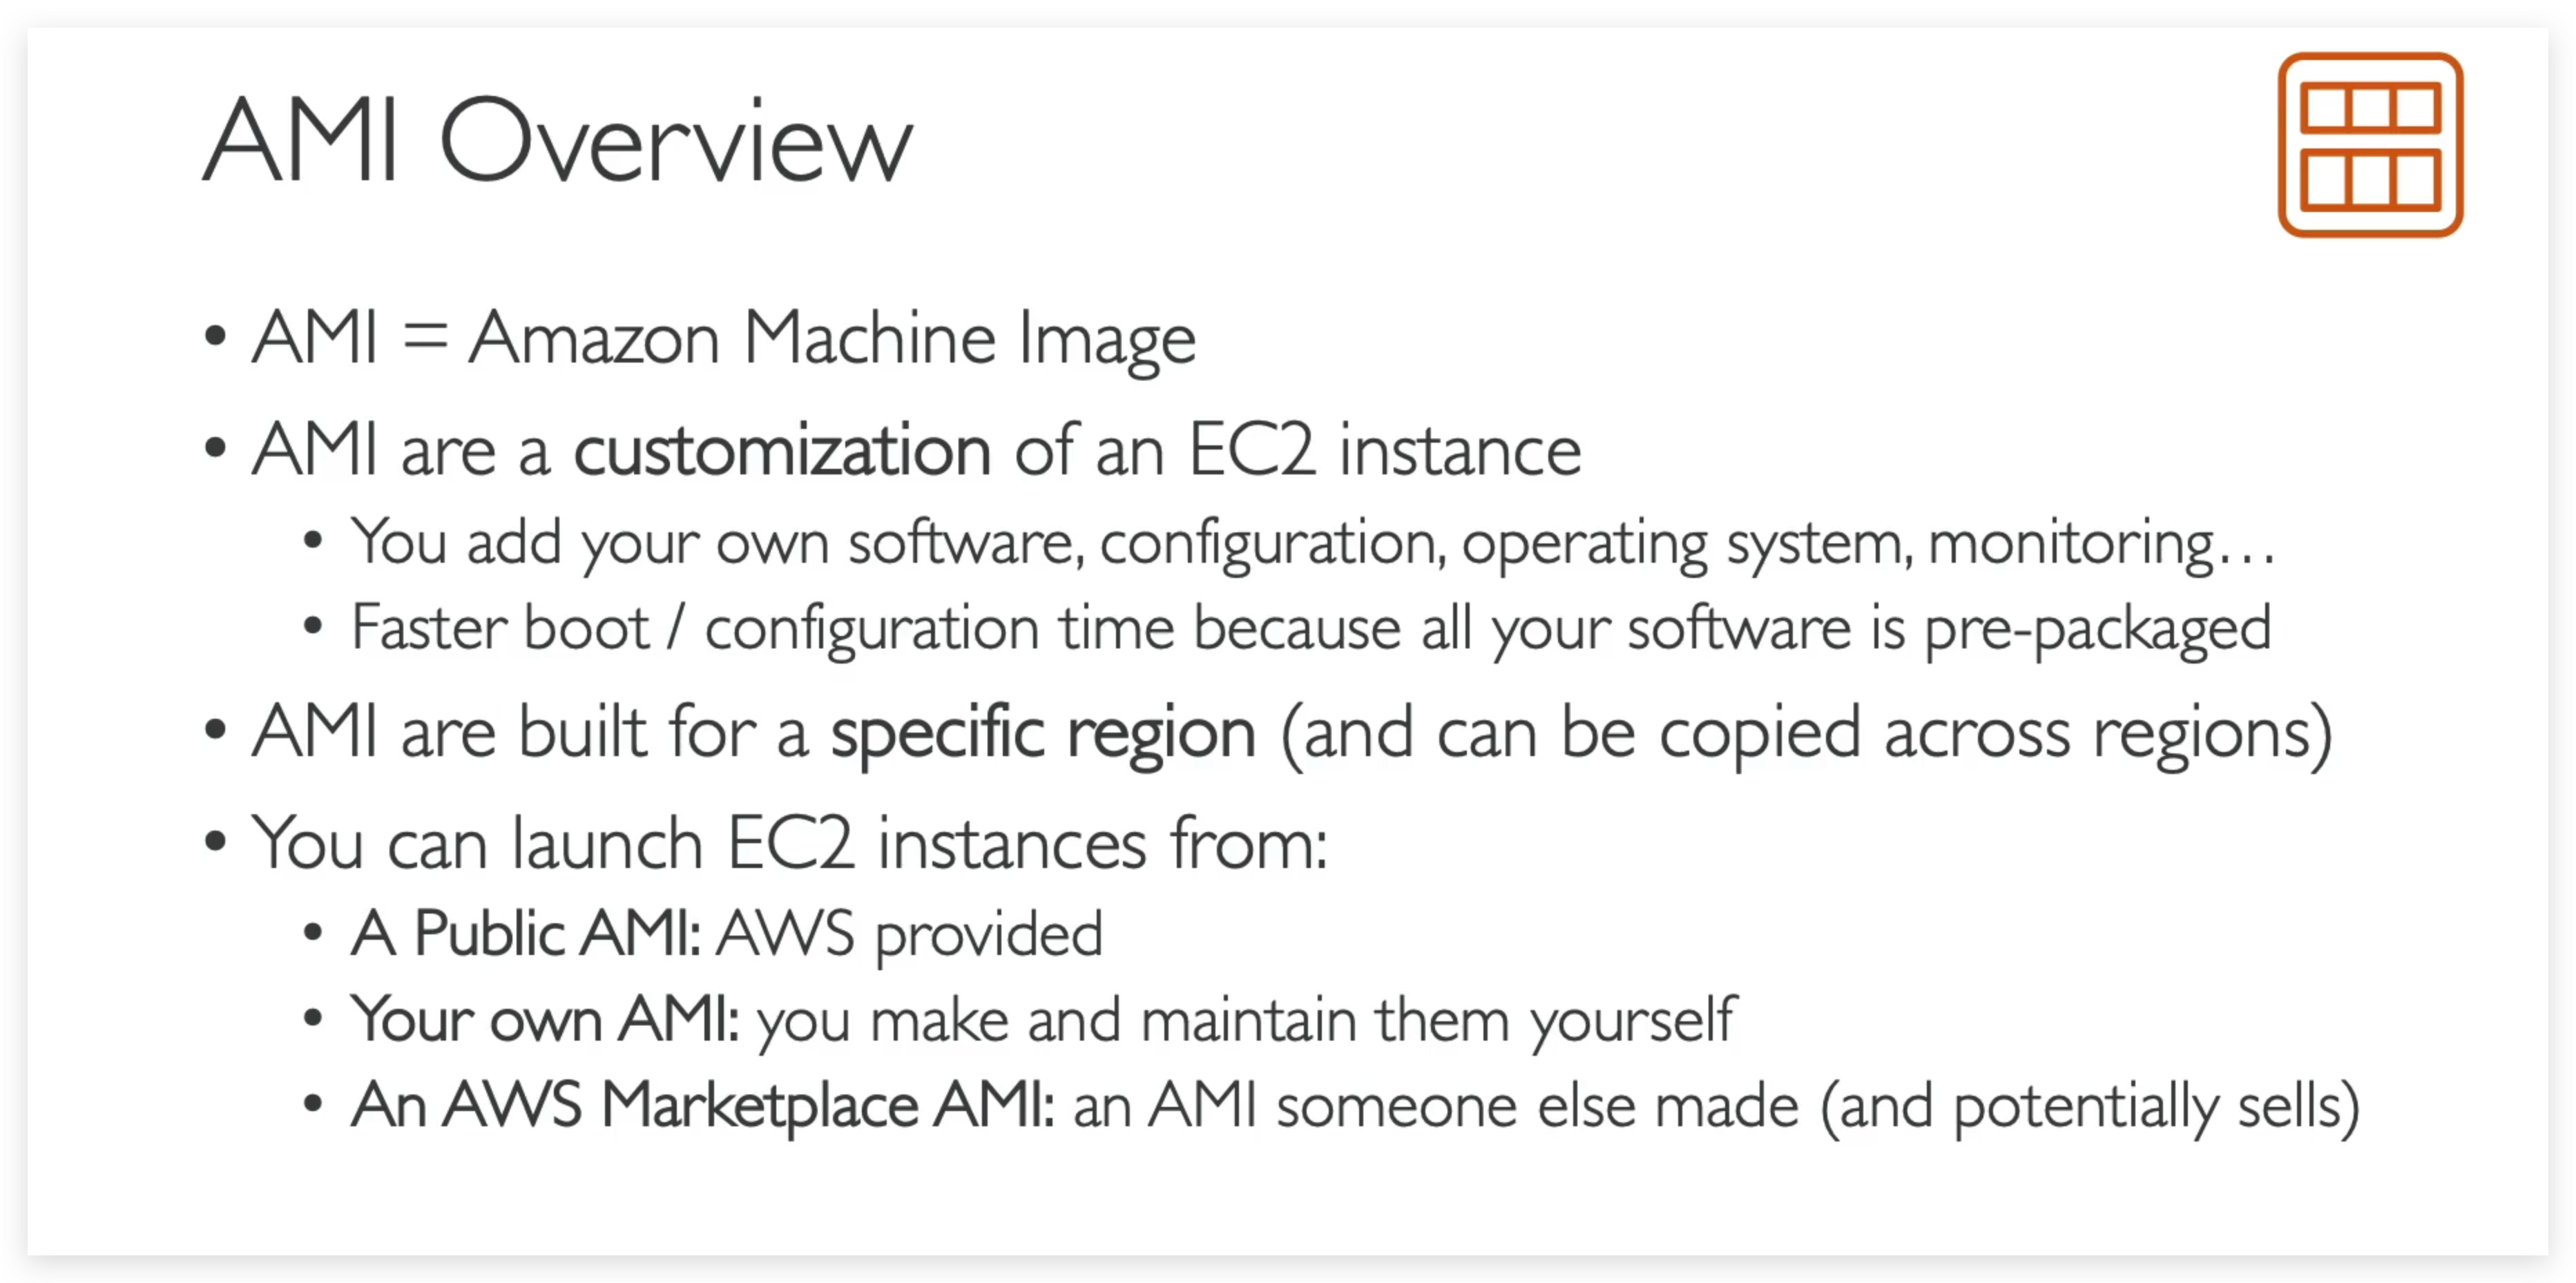 AMI Overview
• AMI = Amazon Machine Image
• AMI are a customization of an EC2 instance
• You add your own software, configuration, operating system, monitoring…
• Faster boot / configuration time because all your software is pre-packaged
• AMI are built for a specific region (and can be copied across regions)
• You can launch EC2 instances from:
• A Public AMI: AWS provided
• Your own AMI: you make and maintain them yourself
• An AWS Marketplace AMI: an AMI someone else made (and potentially sells)